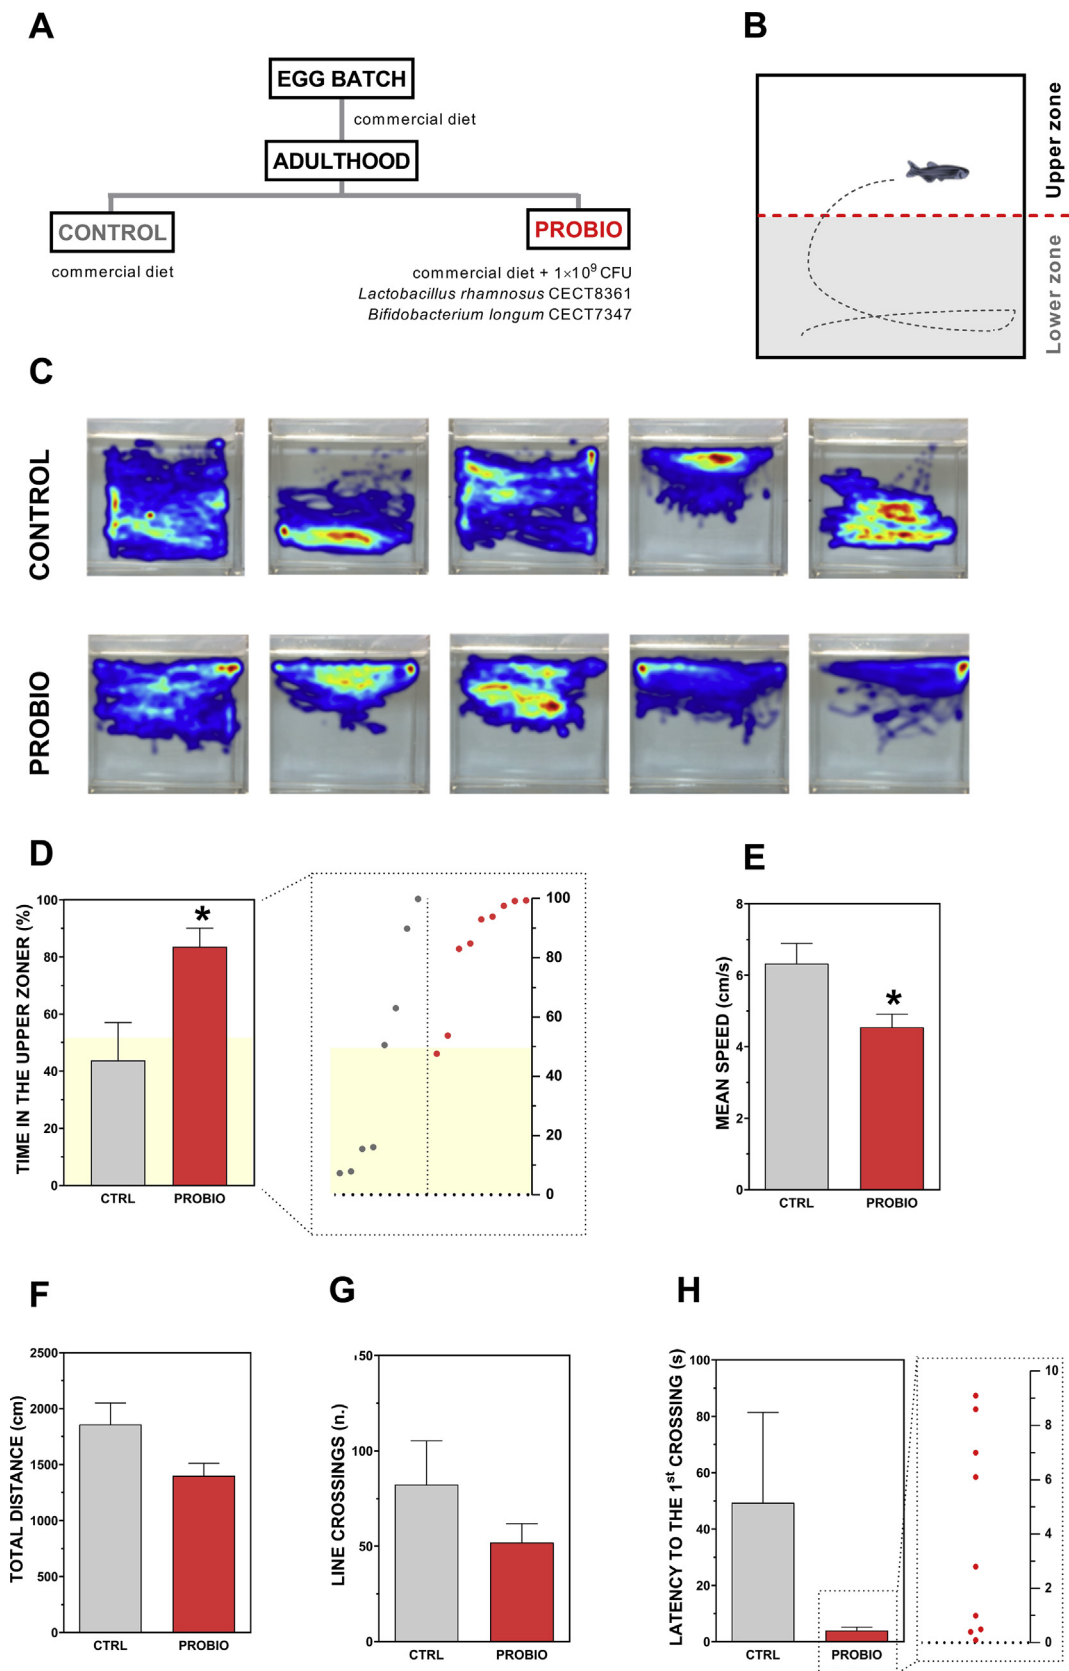 A
EGG BATCH
commercial diet
ADULTHOOD
CONTROL
commercial diet
PROBIO
commercial diet + 1×10⁹ CFU
Lactobacillus rhamnosus CECT8361
Bifidobacterium longum CECT7347
B
Upper zone
Lower zone
C
CONTROL
PROBIO
D
TIME IN THE UPPER ZONER (%)
100
80
60
40
20
0
CTRL
PROBIO
*
100
80
60
40
20
0
E
MEAN SPEED (cm/s)
8
6
4
2
0
CTRL
PROBIO
*
F
TOTAL DISTANCE (cm)
2500
2000
1500
1000
500
0
CTRL
PROBIO
G
LINE CROSSINGS (n.)
150
100
50
0
CTRL
PROBIO
H
LATENCY TO THE 1st CROSSING (s)
100
80
60
40
20
0
CTRL
PROBIO
10
8
6
4
2
0